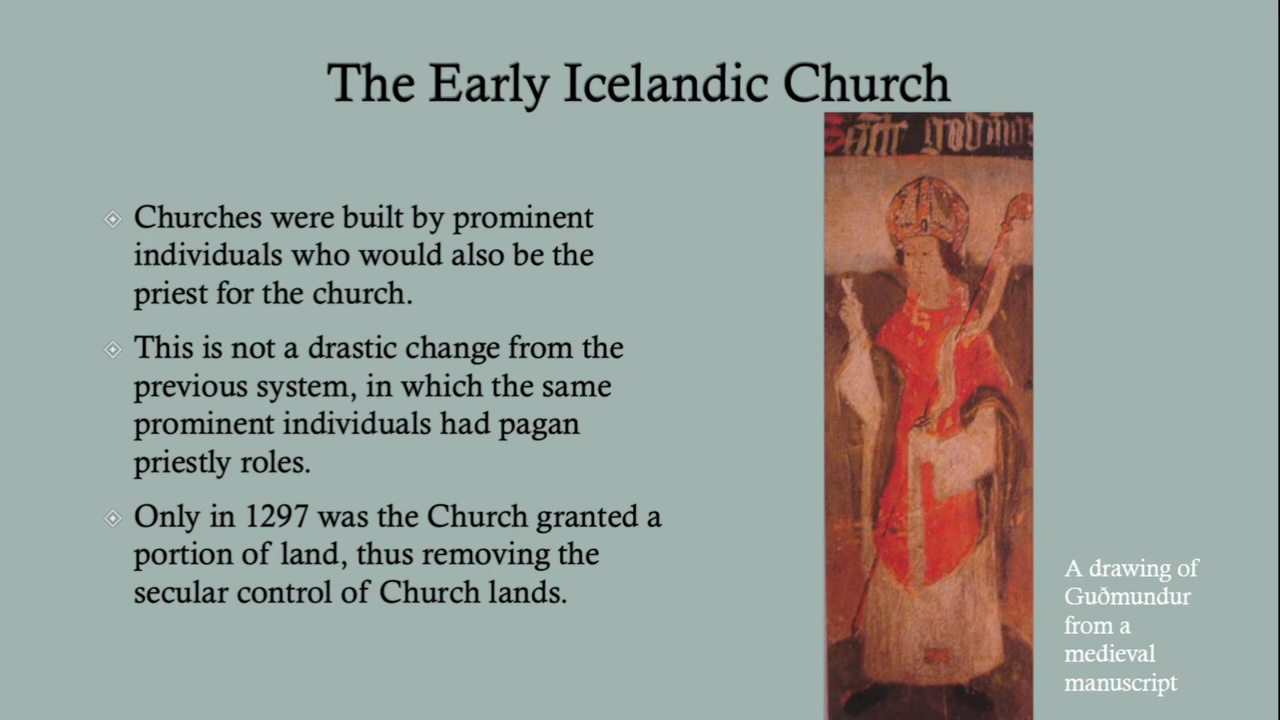 The Early Icelandic Church
Churches were built by prominent
individuals who would also be the
priest for the church.
This is not a drastic change from the
previous system, in which the same
prominent individuals had pagan
priestly roles.
Only in 1297 was the Church granted a
portion of land, thus removing the
secular control of Church lands.
A drawing of
Guðmundur
from a
medieval
manuscript